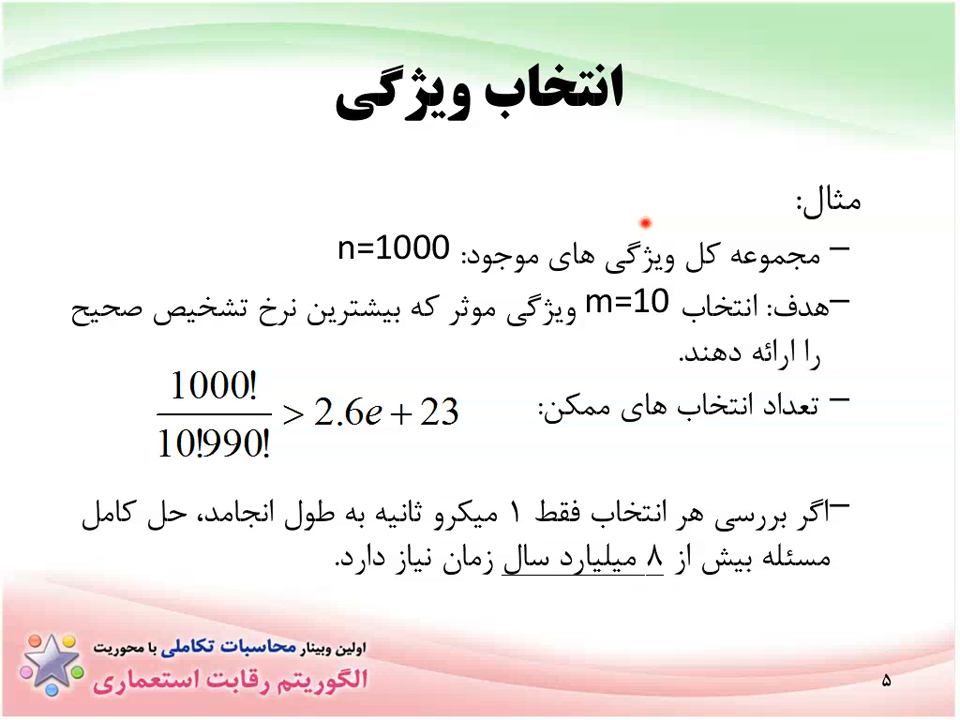 انتخاب ویژگی
مثال:
– مجموعه کل ویژگی های موجود: n=1000
–هدف: انتخاب m=10 ویژگی موثر که بیشترین نرخ تشخیص صحیح
را ارائه دهند.
– تعداد انتخاب های ممکن:
1000! / 10!990! > 2.6e + 23
–اگر بررسی هر انتخاب فقط ۱ میکرو ثانیه به طول انجامد، حل کامل
مسئله بیش از ۸ میلیارد سال زمان نیاز دارد.
اولین وبینار محاسبات تکاملی با محوریت
الگوریتم رقابت استعماری
۵